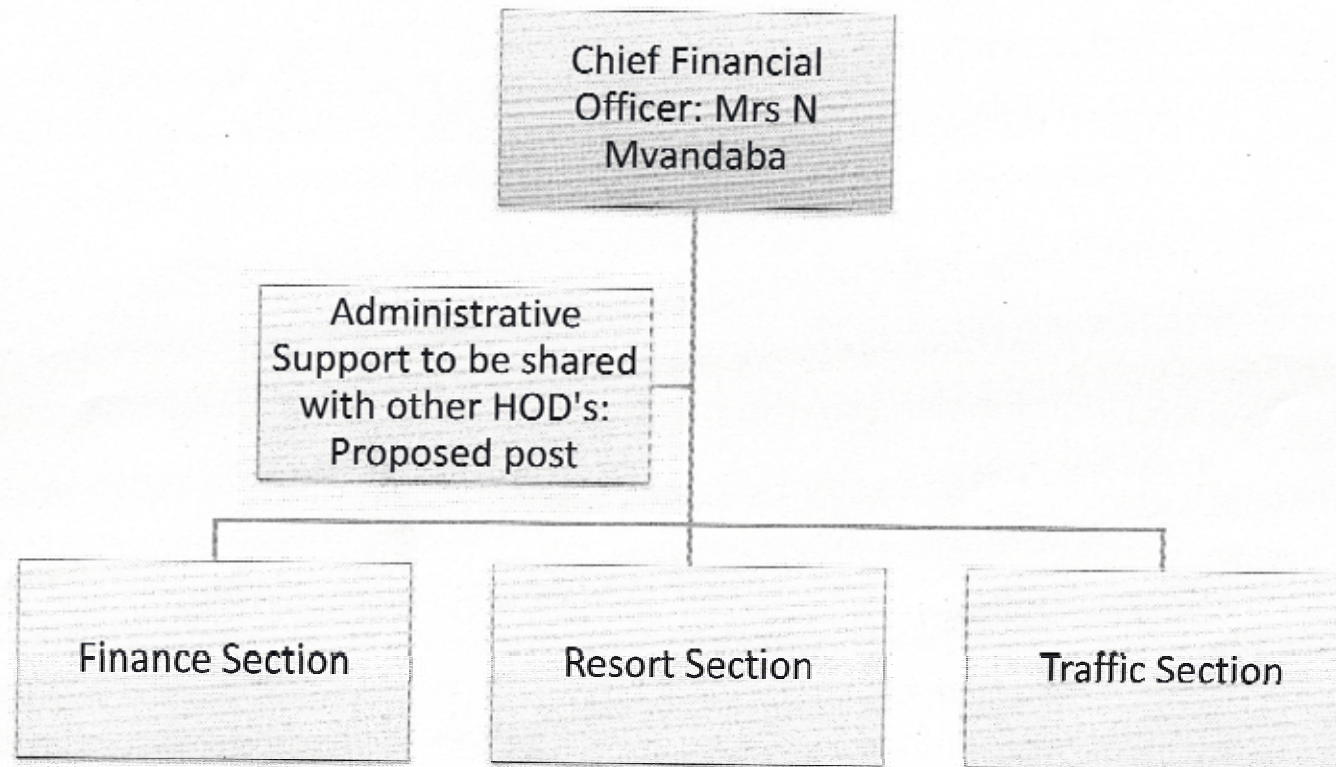 Chief Financial
Officer: Mrs N
Mvandaba
Administrative
Support to be shared
with other HOD's:
Proposed post
Finance Section
Resort Section
Traffic Section